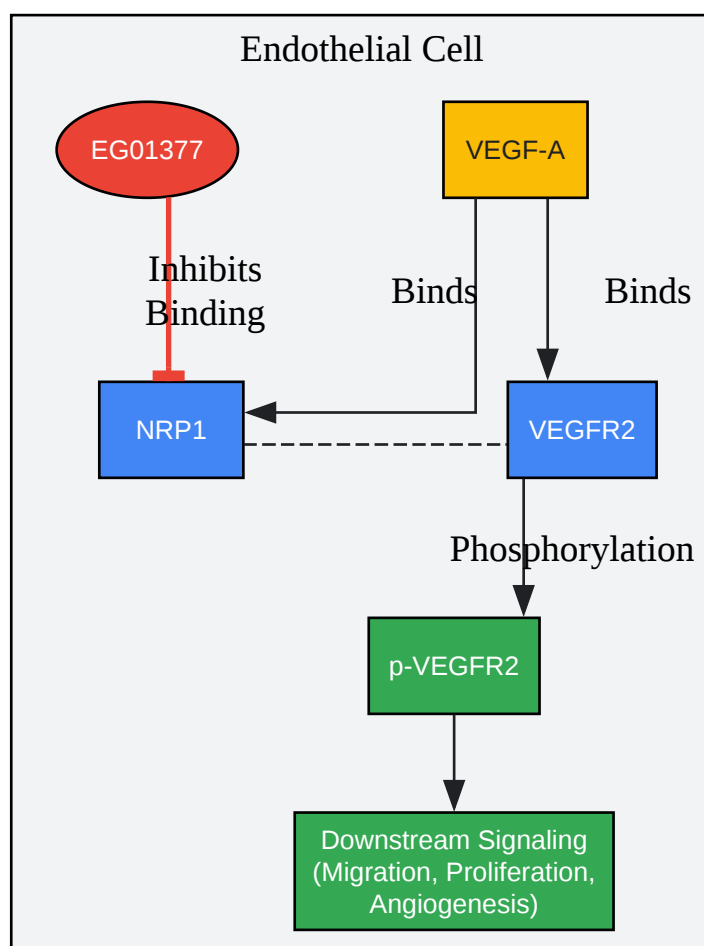 Endothelial Cell
EG01377
VEGF-A
Inhibits
Binding
Binds
Binds
NRP1
VEGFR2
Phosphorylation
p-VEGFR2
Downstream Signaling
(Migration, Proliferation,
Angiogenesis)